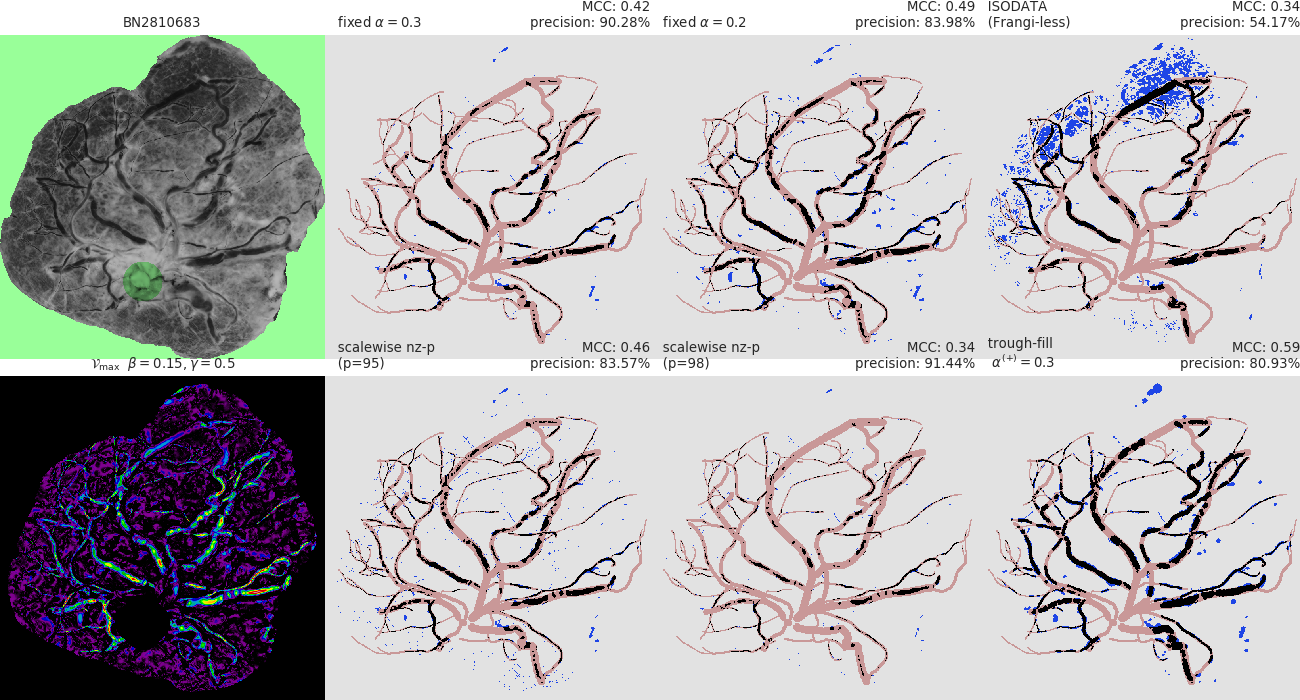 BN2810683
fixed α = 0.3
MCC: 0.42
precision: 90.28%
fixed α = 0.2
MCC: 0.49
precision: 83.98%
ISODATA
(Frangi-less)
MCC: 0.34
precision: 54.17%
𝒱max β = 0.15, γ = 0.5
scalewise nz-p
(p=95)
MCC: 0.46
precision: 83.57%
scalewise nz-p
(p=98)
MCC: 0.34
precision: 91.44%
trough-fill
α(+) = 0.3
MCC: 0.59
precision: 80.93%